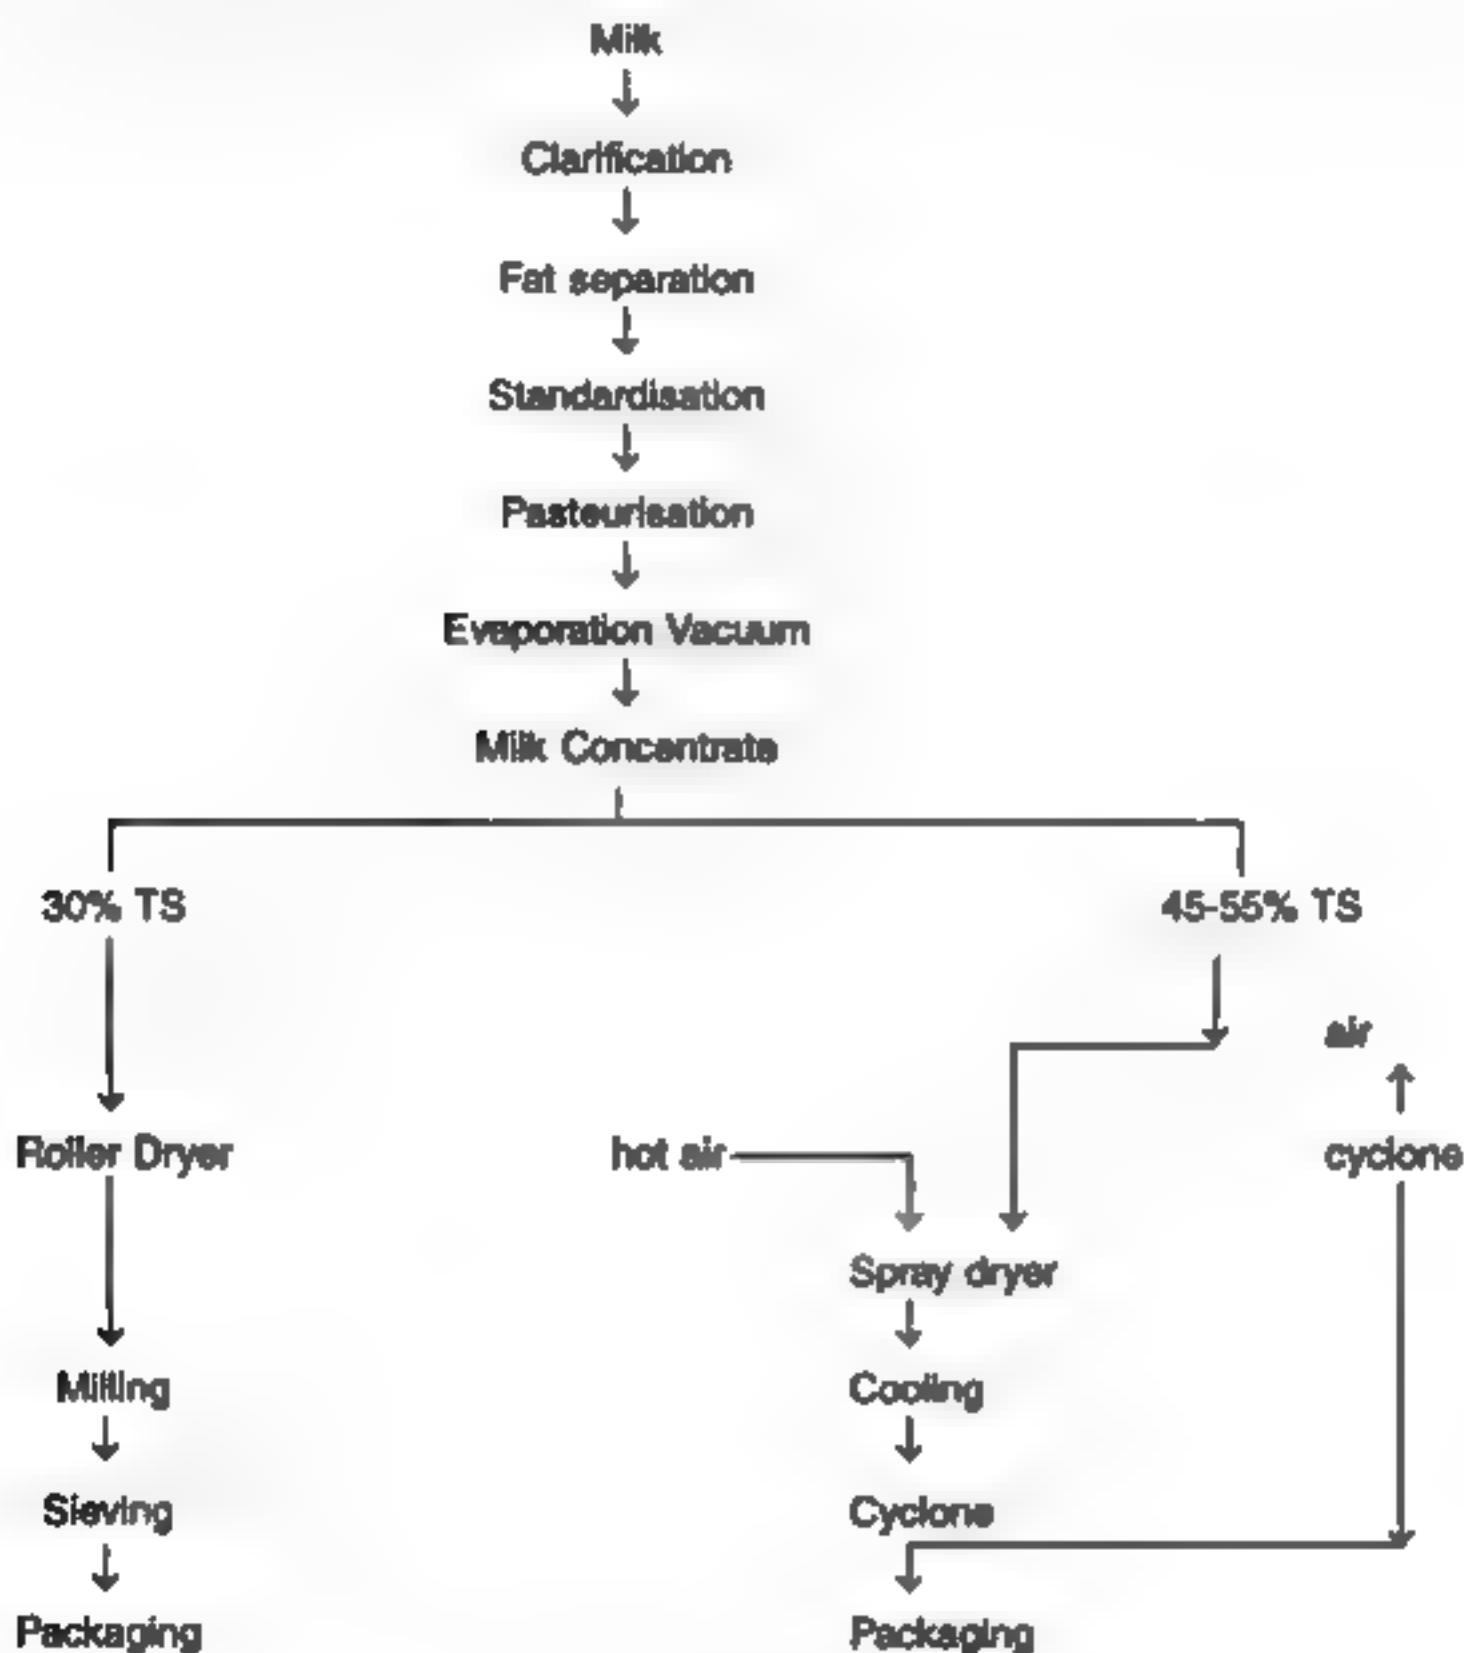 Milk
Clarification
Fat separation
Standardisation
Pasteurisation
Evaporation Vacuum
Milk Concentrate
30% TS
45-55% TS
air
Roller Dryer
hot air
cyclone
Spray dryer
Milling
Cooling
Sieving
Cyclone
Packaging
Packaging